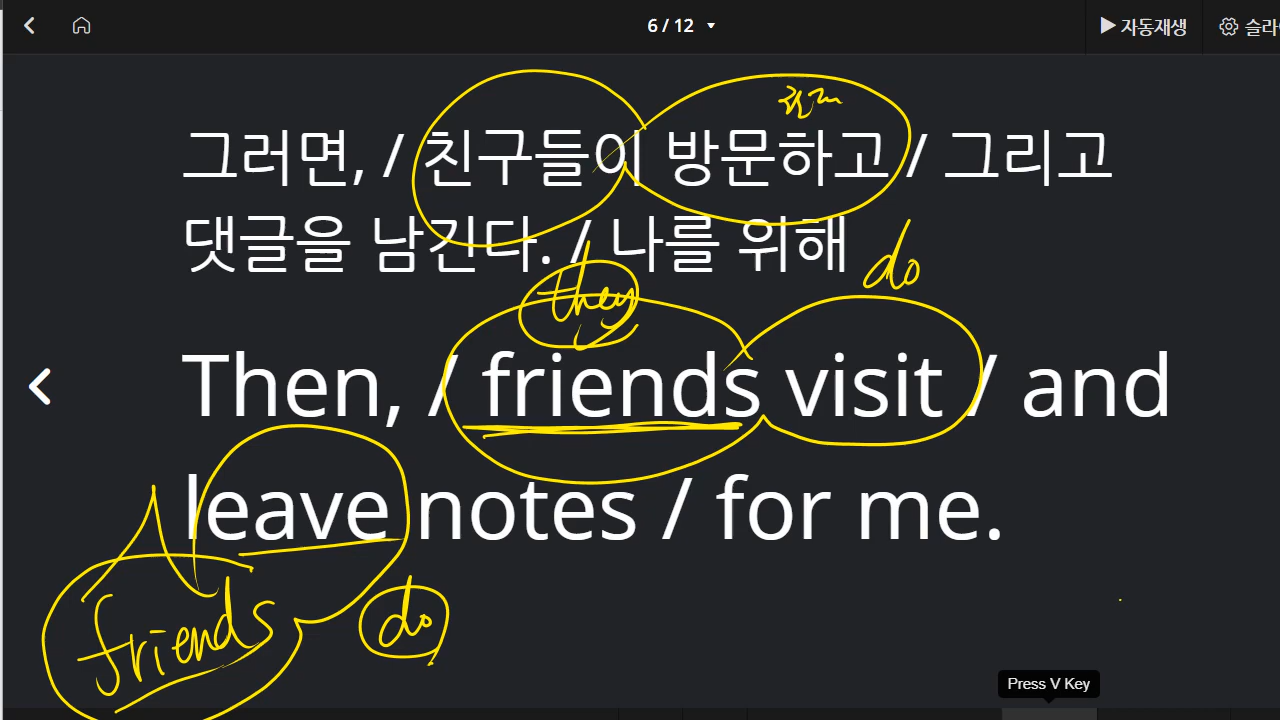 6 / 12
자동재생
슬라
그러면, / 친구들이 방문하고 / 그리고
댓글을 남긴다. / 나를 위해
do
they
Then, / friends visit / and
leave notes / for me.
friends
do
Press V Key